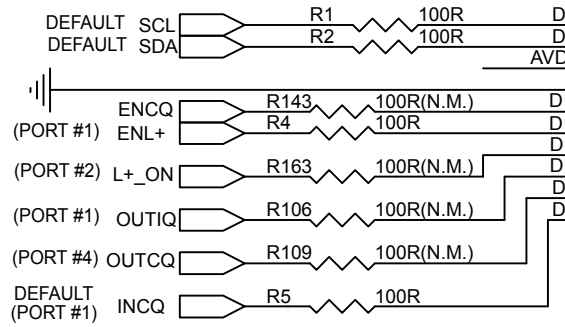 DEFAULT SCL R1 100R D
DEFAULT SDA R2 100R D
AVD
ENCQ R143 100R(N.M.) D
(PORT #1) ENL+ R4 100R D
D
(PORT #2) L+_ON R163 100R(N.M.) D
D
(PORT #1) OUTIQ R106 100R(N.M.) D
(PORT #4) OUTCQ R109 100R(N.M.)
DEFAULT
(PORT #1) INCQ R5 100R